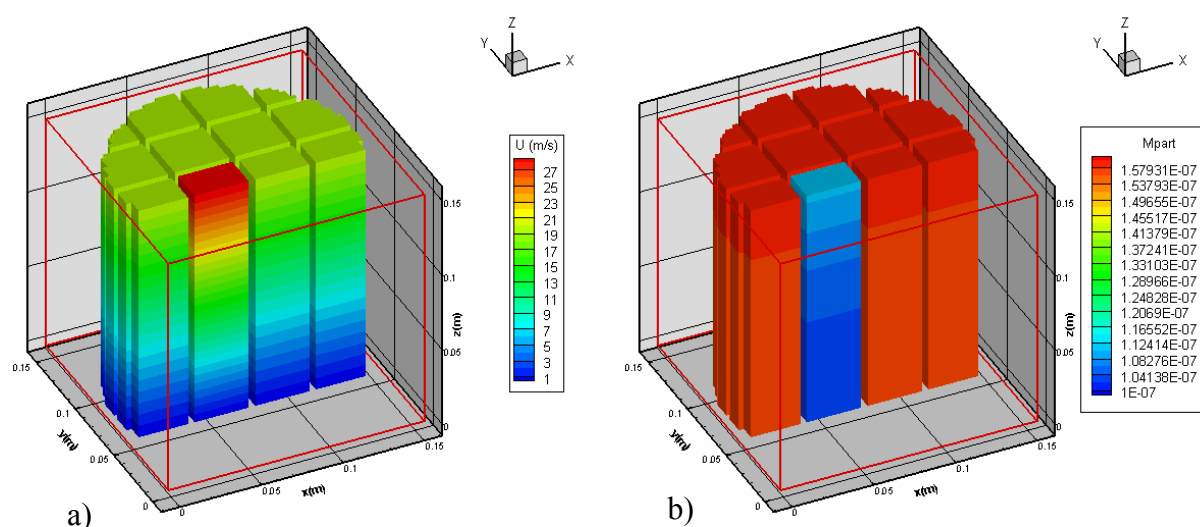 Z
Y
X
U (m/s)
27
25
23
21
19
17
15
13
11
9
7
5
3
1
0.15
0.1
0.05
0
z(m)
0.15
0.1
0.05
0
y(m)
0
0.05
0.1
0.15
x(m)
a)
Z
Y
X
Mpart
1.57931E-07
1.53793E-07
1.49655E-07
1.45517E-07
1.41379E-07
1.37241E-07
1.33103E-07
1.28966E-07
1.24828E-07
1.2069E-07
1.16552E-07
1.12414E-07
1.08276E-07
1.04138E-07
1E-07
0.15
0.1
0.05
0
z(m)
0.15
0.1
0.05
0
y(m)
0
0.05
0.1
0.15
x(m)
b)